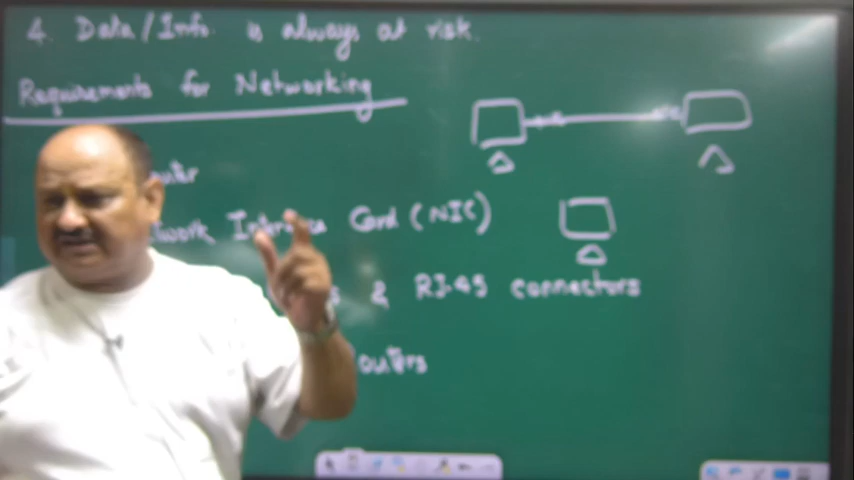 4. Data/Info. is always at risk.
Requirements for Networking
Card (NIC)
& RJ-45 connectors